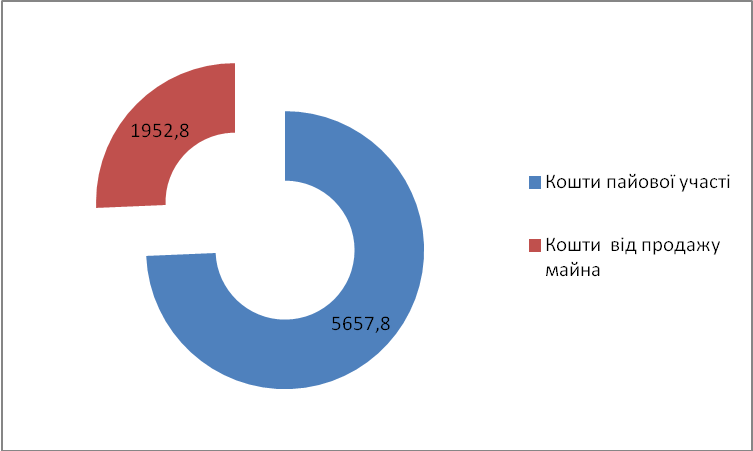 1952,8
5657,8
Кошти пайової участі
Кошти від продажу
майна